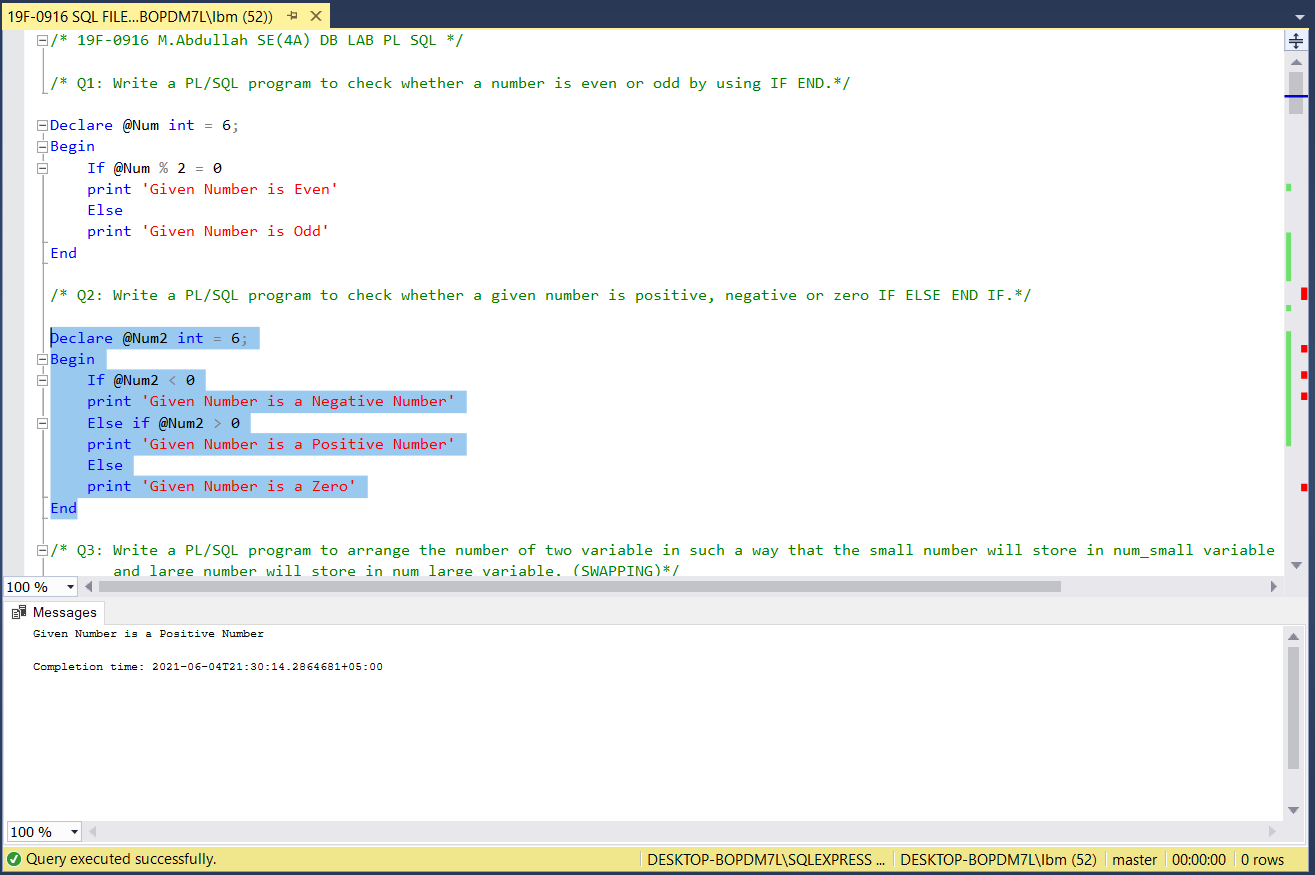 19F-0916 SQL FILE...BOPDM7L\Ibm (52))
/* 19F-0916 M.Abdullah SE(4A) DB LAB PL SQL */
/* Q1: Write a PL/SQL program to check whether a number is even or odd by using IF END.*/
Declare @Num int = 6;
Begin
If @Num % 2 = 0
print 'Given Number is Even'
Else
print 'Given Number is Odd'
End
/* Q2: Write a PL/SQL program to check whether a given number is positive, negative or zero IF ELSE END IF.*/
Declare @Num2 int = 6;
Begin
If @Num2 < 0
print 'Given Number is a Negative Number'
Else if @Num2 > 0
print 'Given Number is a Positive Number'
Else
print 'Given Number is a Zero'
End
/* Q3: Write a PL/SQL program to arrange the number of two variable in such a way that the small number will store in num_small variable
and large number will store in num_large variable. (SWAPPING)*/
100 %
Messages
Given Number is a Positive Number
Completion time: 2021-06-04T21:30:14.2864681+05:00
100 %
Query executed successfully.
DESKTOP-BOPDM7L\SQLEXPRESS ...
DESKTOP-BOPDM7L\Ibm (52)
master
00:00:00
0 rows